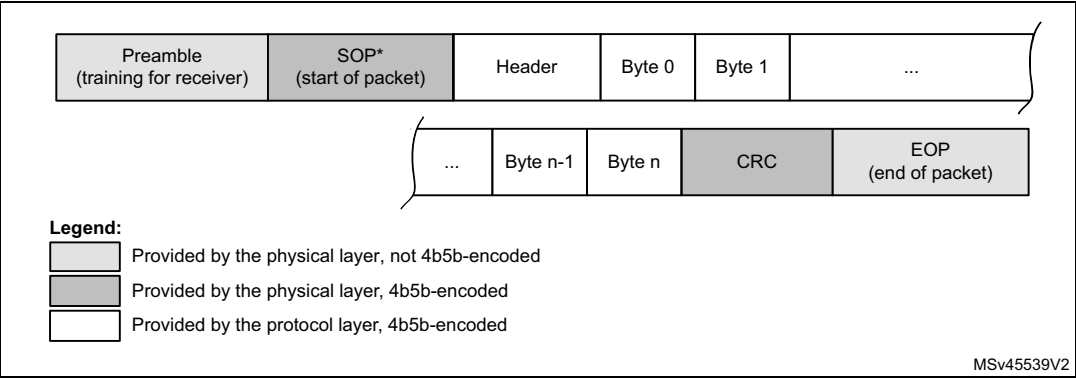 Preamble
(training for receiver)
SOP*
(start of packet)
Header
Byte 0
Byte 1
...
...
Byte n-1
Byte n
CRC
EOP
(end of packet)
Legend:
Provided by the physical layer, not 4b5b-encoded
Provided by the physical layer, 4b5b-encoded
Provided by the protocol layer, 4b5b-encoded
MSv45539V2